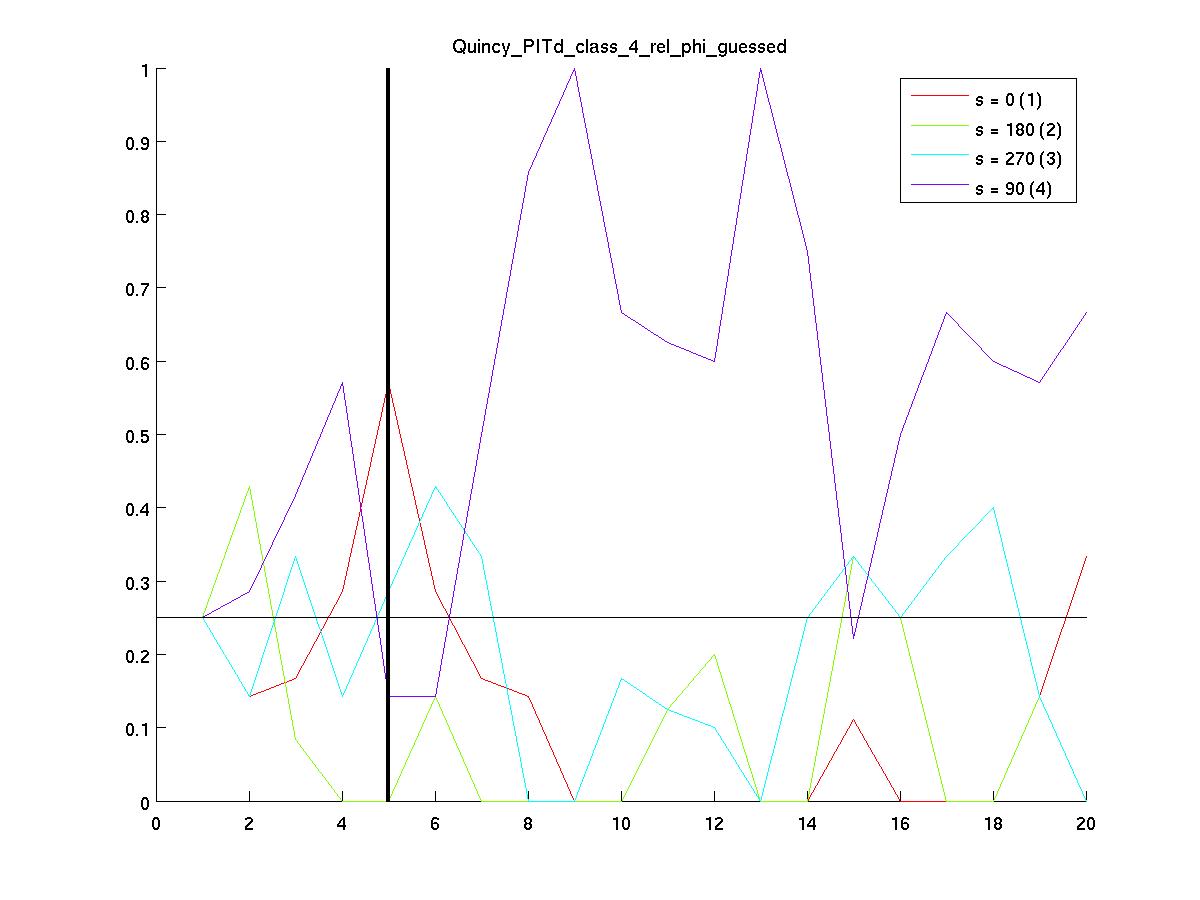 Quincy_PITd_class_4_rel_phi_guessed
1
0.9
0.8
0.7
0.6
0.5
0.4
0.3
0.2
0.1
0
s = 0 (1)
s = 180 (2)
s = 270 (3)
s = 90 (4)
0 2 4 6 8 10 12 14 16 18 20